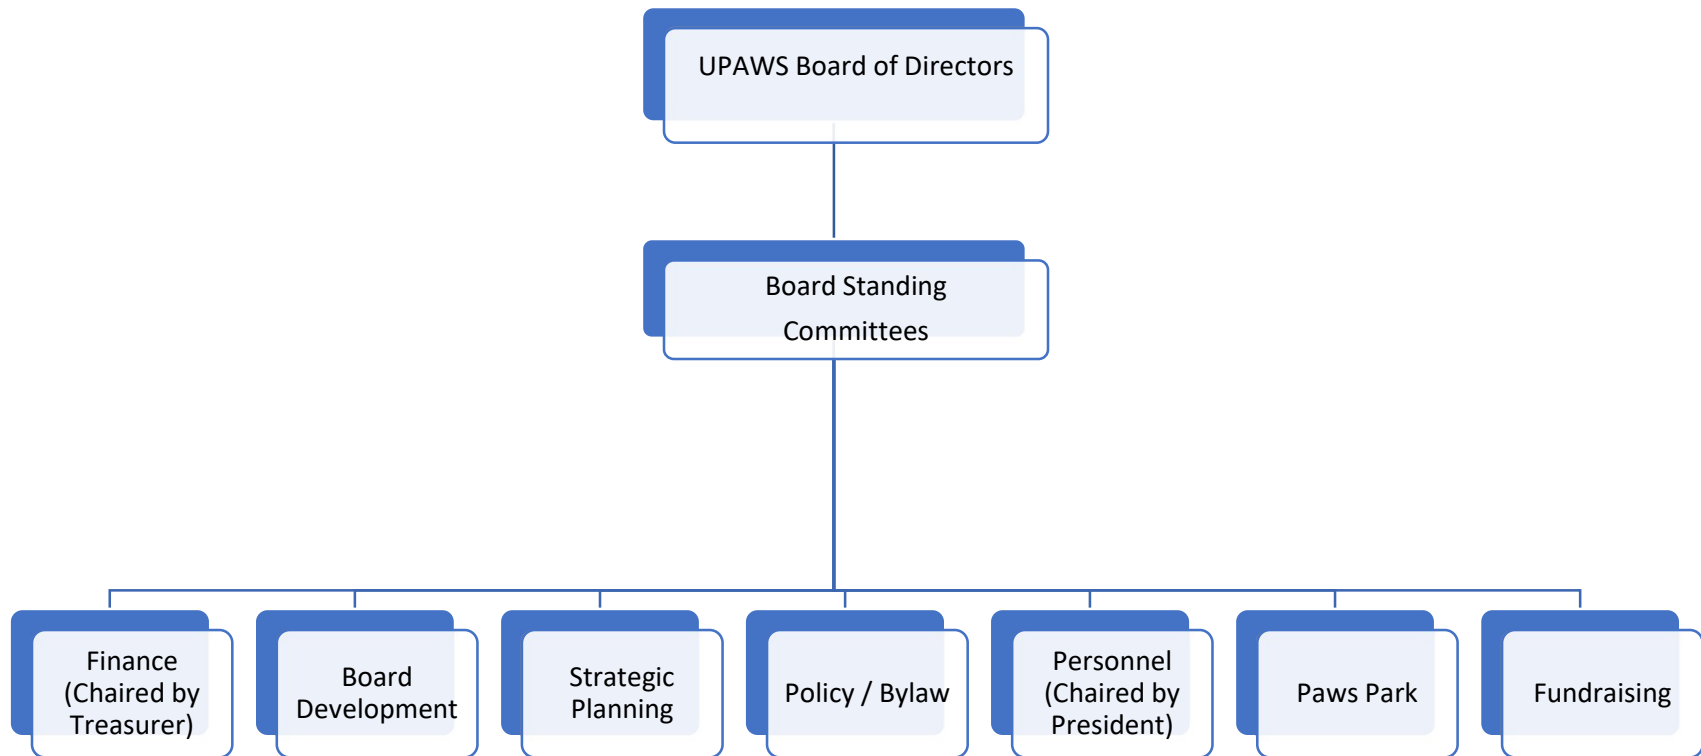 UPAWS Board of Directors
Board Standing
Committees
Finance
(Chaired by
Treasurer)
Board
Development
Strategic
Planning
Policy / Bylaw
Personnel
(Chaired by
President)
Paws Park
Fundraising